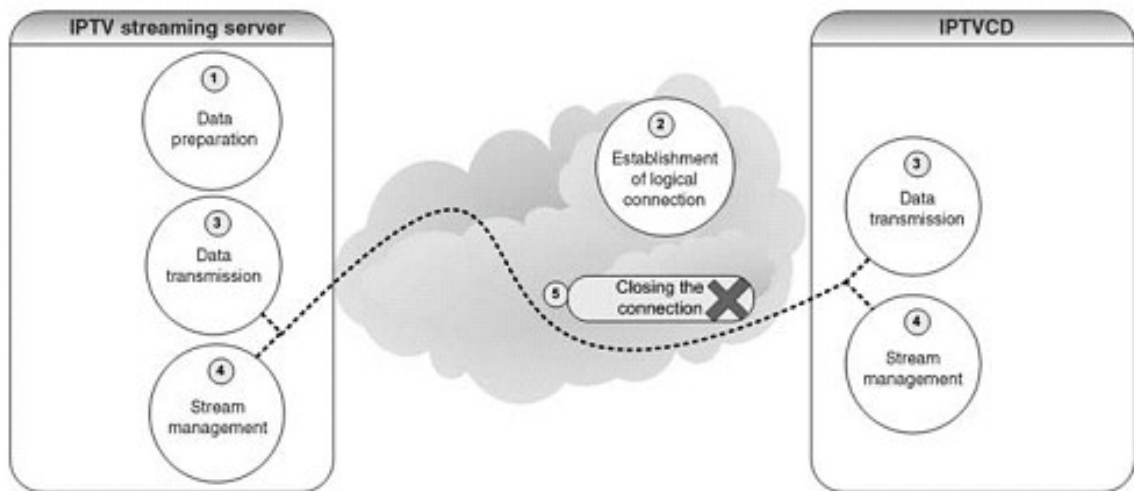 IPTV streaming server
1
Data
preparation
3
Data
transmission
4
Stream
management
2
Establishment
of logical
connection
5
Closing the
connection
IPTVCD
3
Data
transmission
4
Stream
management